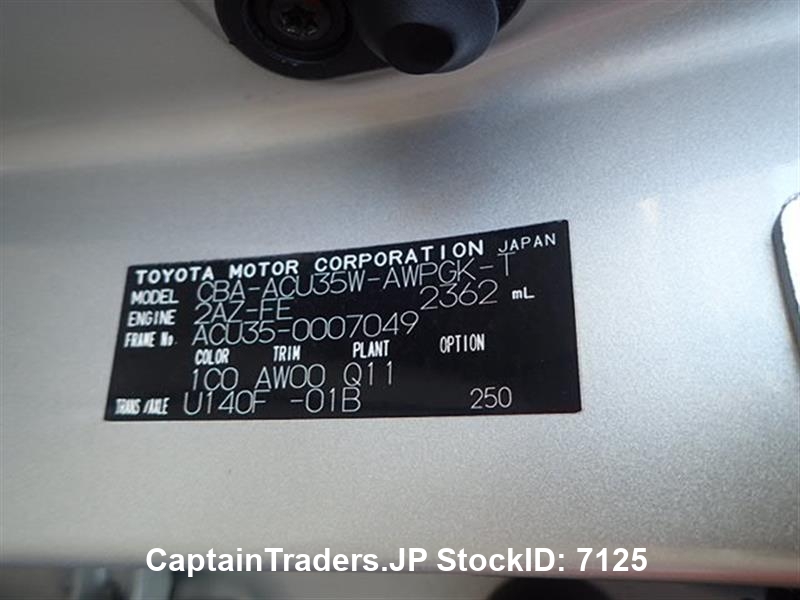 TOYOTA MOTOR CORPORATION JAPAN
MODEL CBA-ACU35W-AWPGK-T
ENGINE 2AZ-FE 2362 mL
FRAME No ACU35-0007049
COLOR TRIM PLANT OPTION
1C0 AW00 Q11
TRANS/AXLE U140F -01B 250
CaptainTraders.JP StockID: 7125